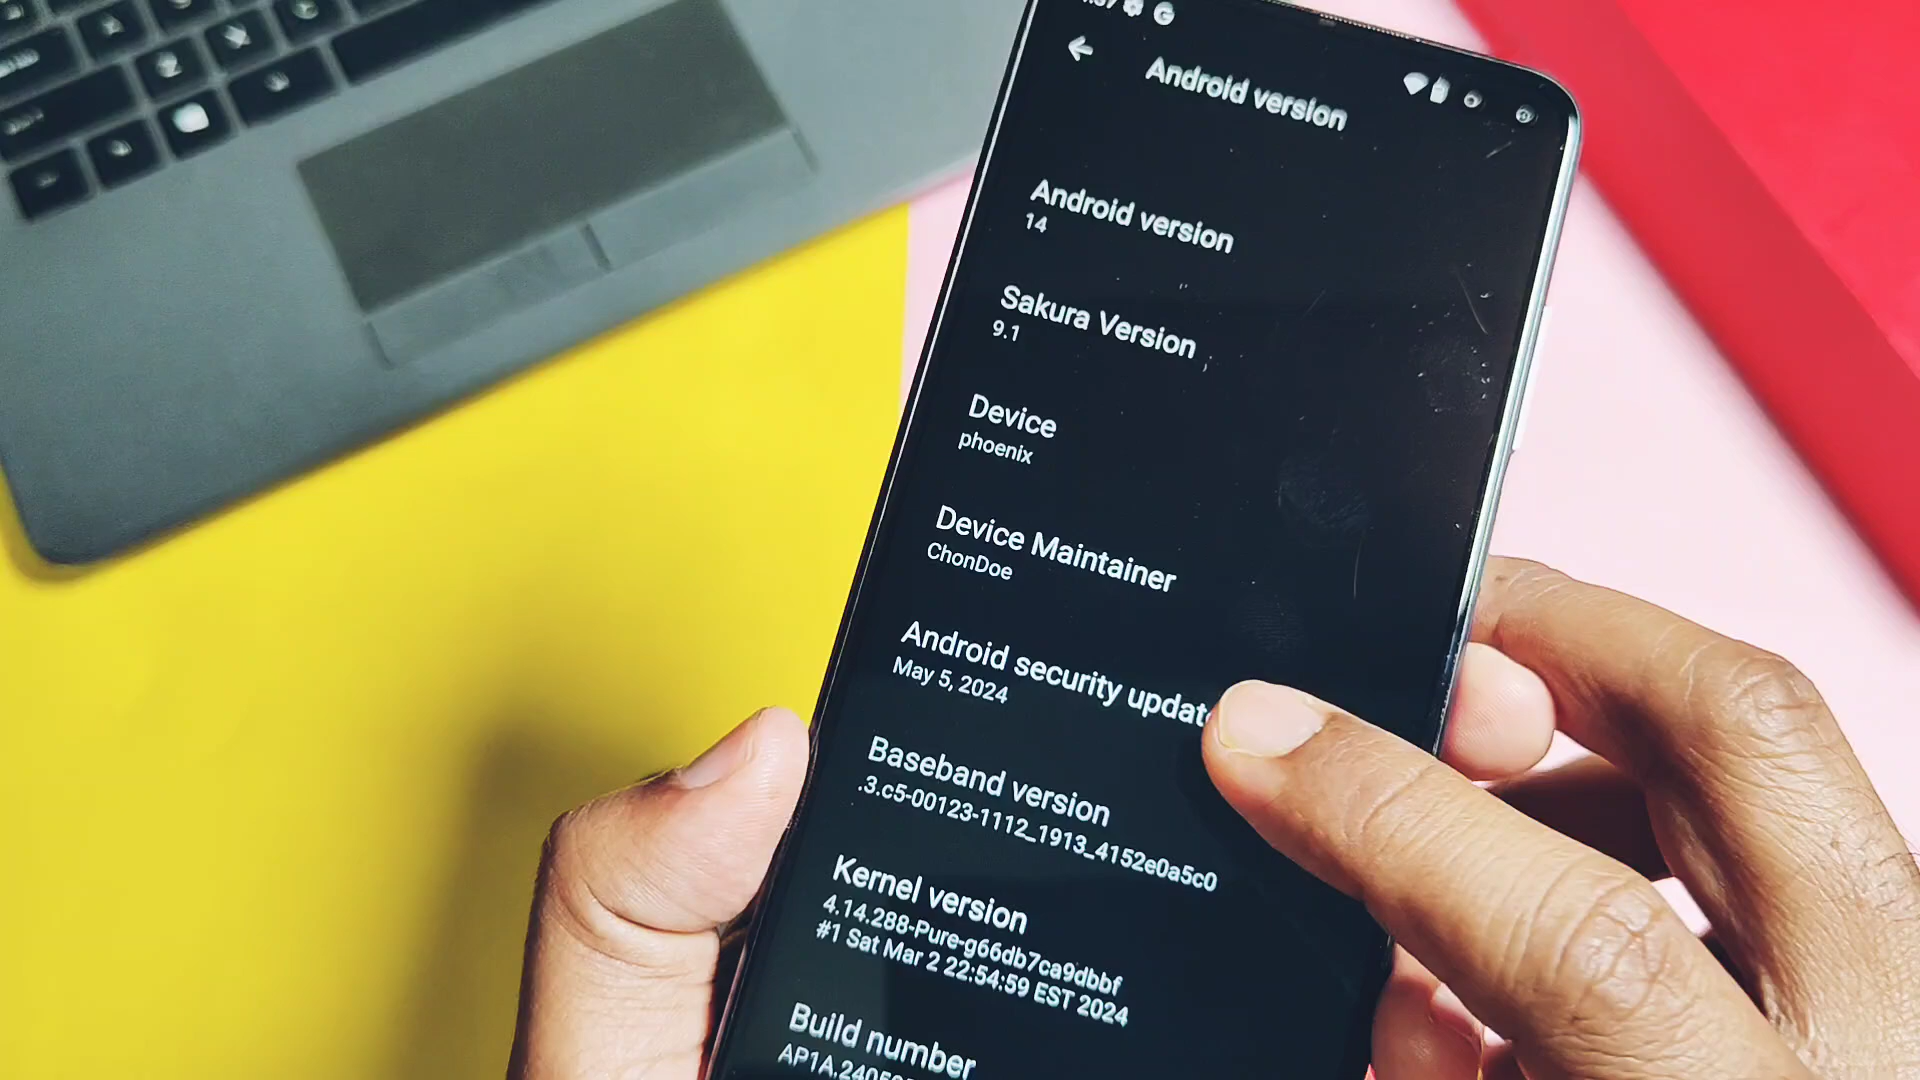 Android version
Android version
14
Sakura Version
9.1
Device
phoenix
Device Maintainer
ChonDoe
Android security
May 5, 2024
Baseband version
.3.c5-00123-1112_1913_4152e0a5c0
Kernel version
4.14.288-Pure-g66db7ca9dbbf
#1 Sat Mar 2 22:54:59 EST 2024
Build number